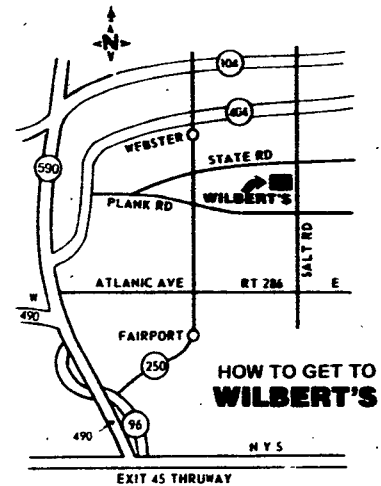 N
104
404
WEBSTER
STATE RD
590
WILBERT'S
PLANK RD
SALT RD
ATLANIC AVE RT 286 E
W
490
FAIRPORT
250
HOW TO GET TO
WILBERT'S
96
490
NYS
EXIT 45 THRUWAY